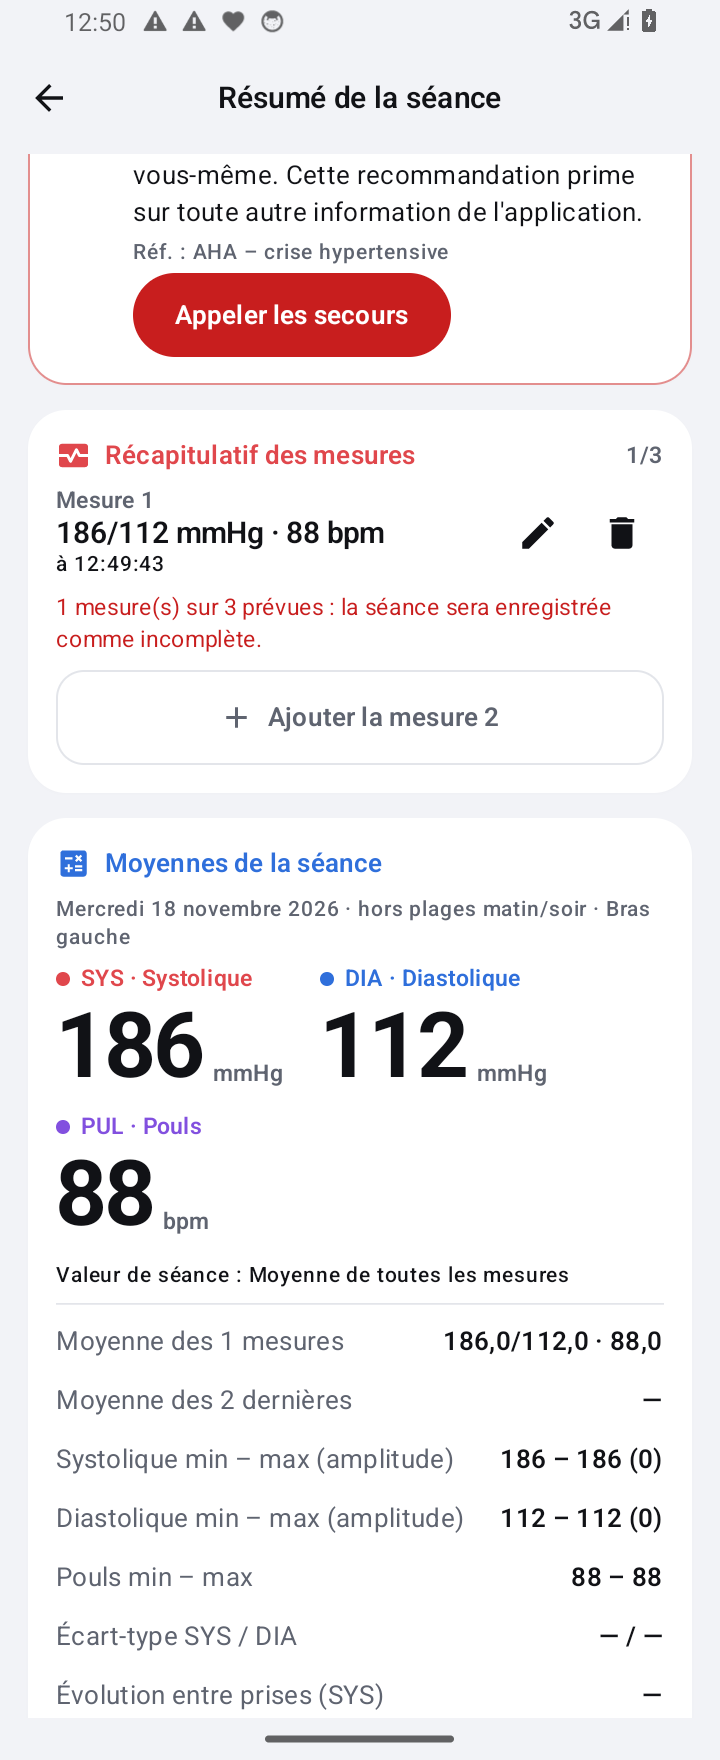 12:50
3G
Résumé de la séance
vous-même. Cette recommandation prime
sur toute autre information de l'application.
Réf. : AHA – crise hypertensive
Appeler les secours
Récapitulatif des mesures 1/3
Mesure 1
186/112 mmHg · 88 bpm
à 12:49:43
1 mesure(s) sur 3 prévues : la séance sera enregistrée
comme incomplète.
Ajouter la mesure 2
Moyennes de la séance
Mercredi 18 novembre 2026 · hors plages matin/soir · Bras
gauche
SYS · Systolique DIA · Diastolique
186 mmHg 112 mmHg
PUL · Pouls
88 bpm
Valeur de séance : Moyenne de toutes les mesures
Moyenne des 1 mesures 186,0/112,0 · 88,0
Moyenne des 2 dernières —
Systolique min – max (amplitude) 186 – 186 (0)
Diastolique min – max (amplitude) 112 – 112 (0)
Pouls min – max 88 – 88
Écart-type SYS / DIA — / —
Évolution entre prises (SYS) —